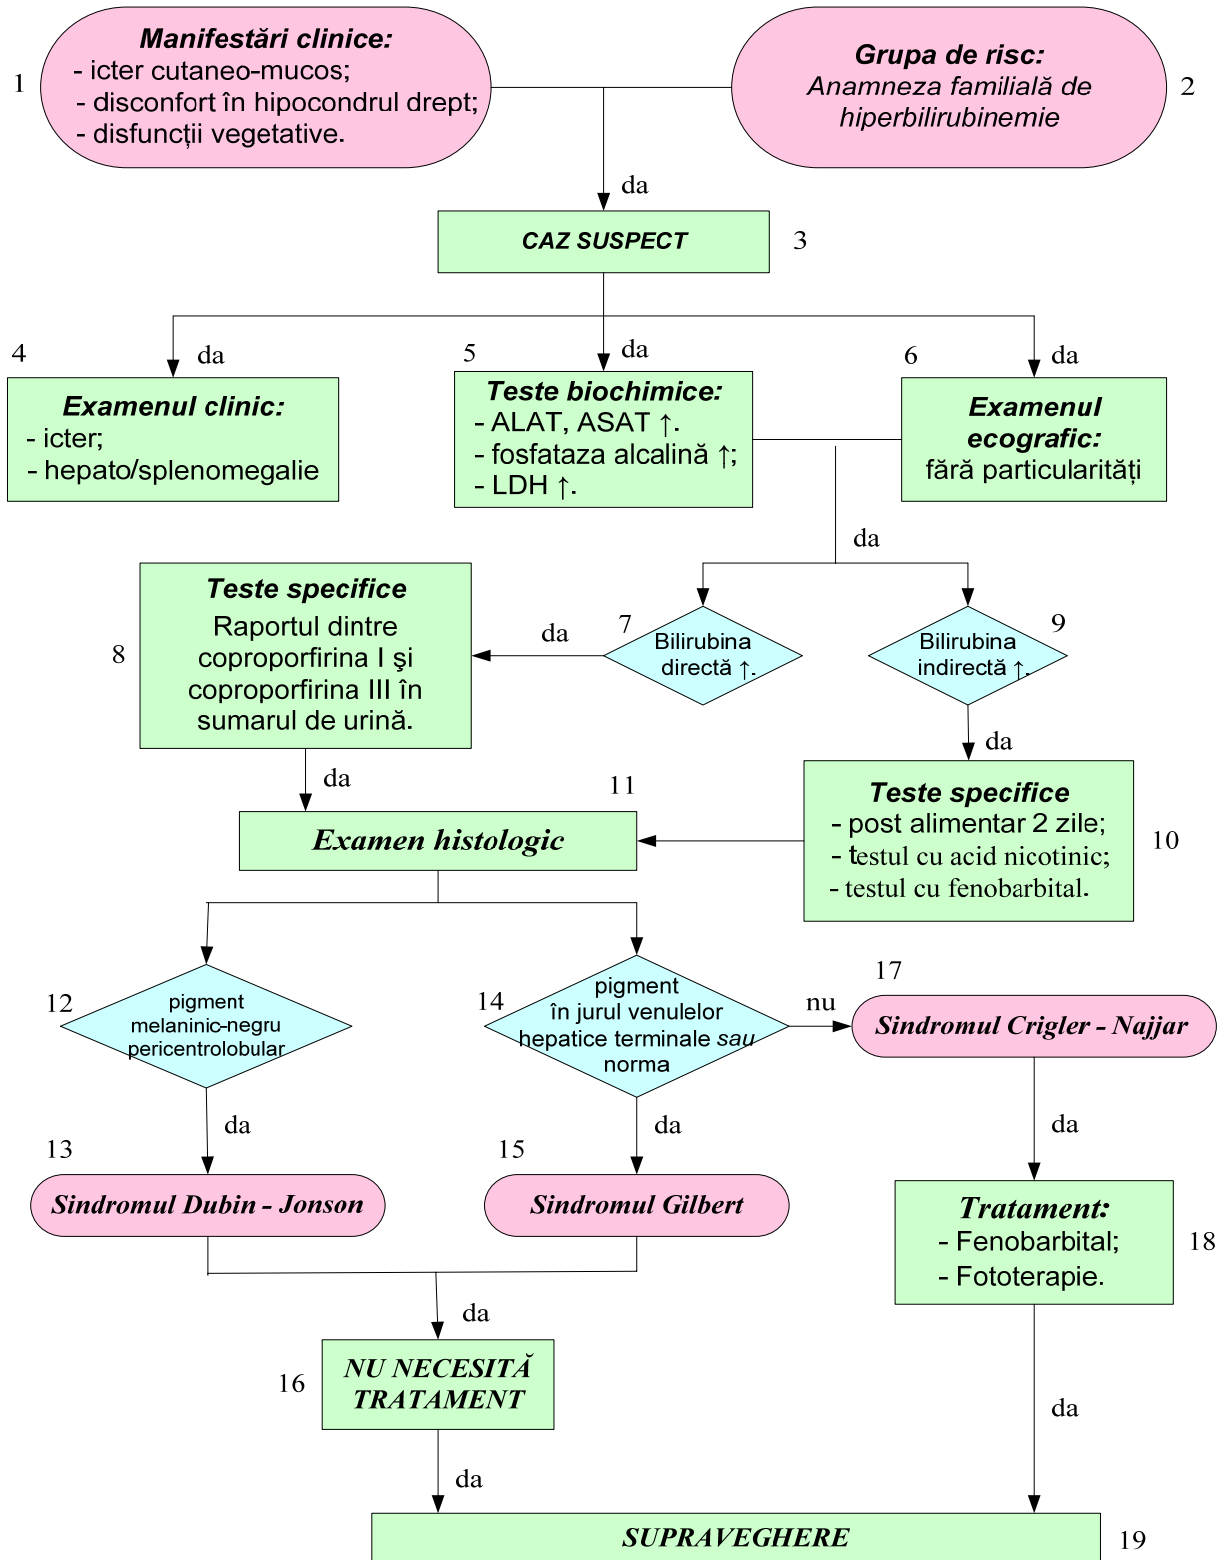 1
Manifestări clinice:
- icter cutaneo-mucos;
- disconfort în hipocondrul drept;
- disfuncții vegetative.
Grupa de risc:
Anamneza familială de
hiperbilirubinemie
2
da
CAZ SUSPECT
3
4
da
5
da
6
da
Examenul clinic:
- icter;
- hepato/splenomegalie
Teste biochimice:
- ALAT, ASAT ↑.
- fosfataza alcalină ↑;
- LDH ↑.
Examenul
ecografic:
fără particularități
da
8
Teste specifice
Raportul dintre
coproporfirina I şi
coproporfirina III în
sumarul de urină.
da
7
Bilirubina
directă ↑.
9
Bilirubina
indirectă ↑.
da
da
Teste specifice
- post alimentar 2 zile;
- testul cu acid nicotinic;
- testul cu fenobarbital.
10
11
Examen histologic
12
pigment
melaninic-negru
pericentrolobular
14
pigment
în jurul venulelor
hepatice terminale sau
norma
nu
17
Sindromul Crigler - Najjar
da
da
da
13
Sindromul Dubin - Jonson
15
Sindromul Gilbert
Tratament:
- Fenobarbital;
- Fototerapie.
18
da
16
NU NECESITĂ
TRATAMENT
da
da
SUPRAVEGHERE
19